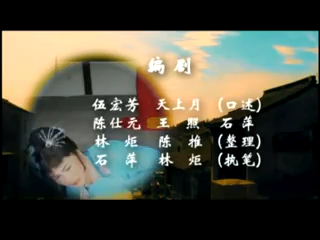 编剧
伍宏芳 天上月 (口述)
陈仕元 王熙 石萍
林炬 陈推 (整理)
石萍 林炬 (执笔)